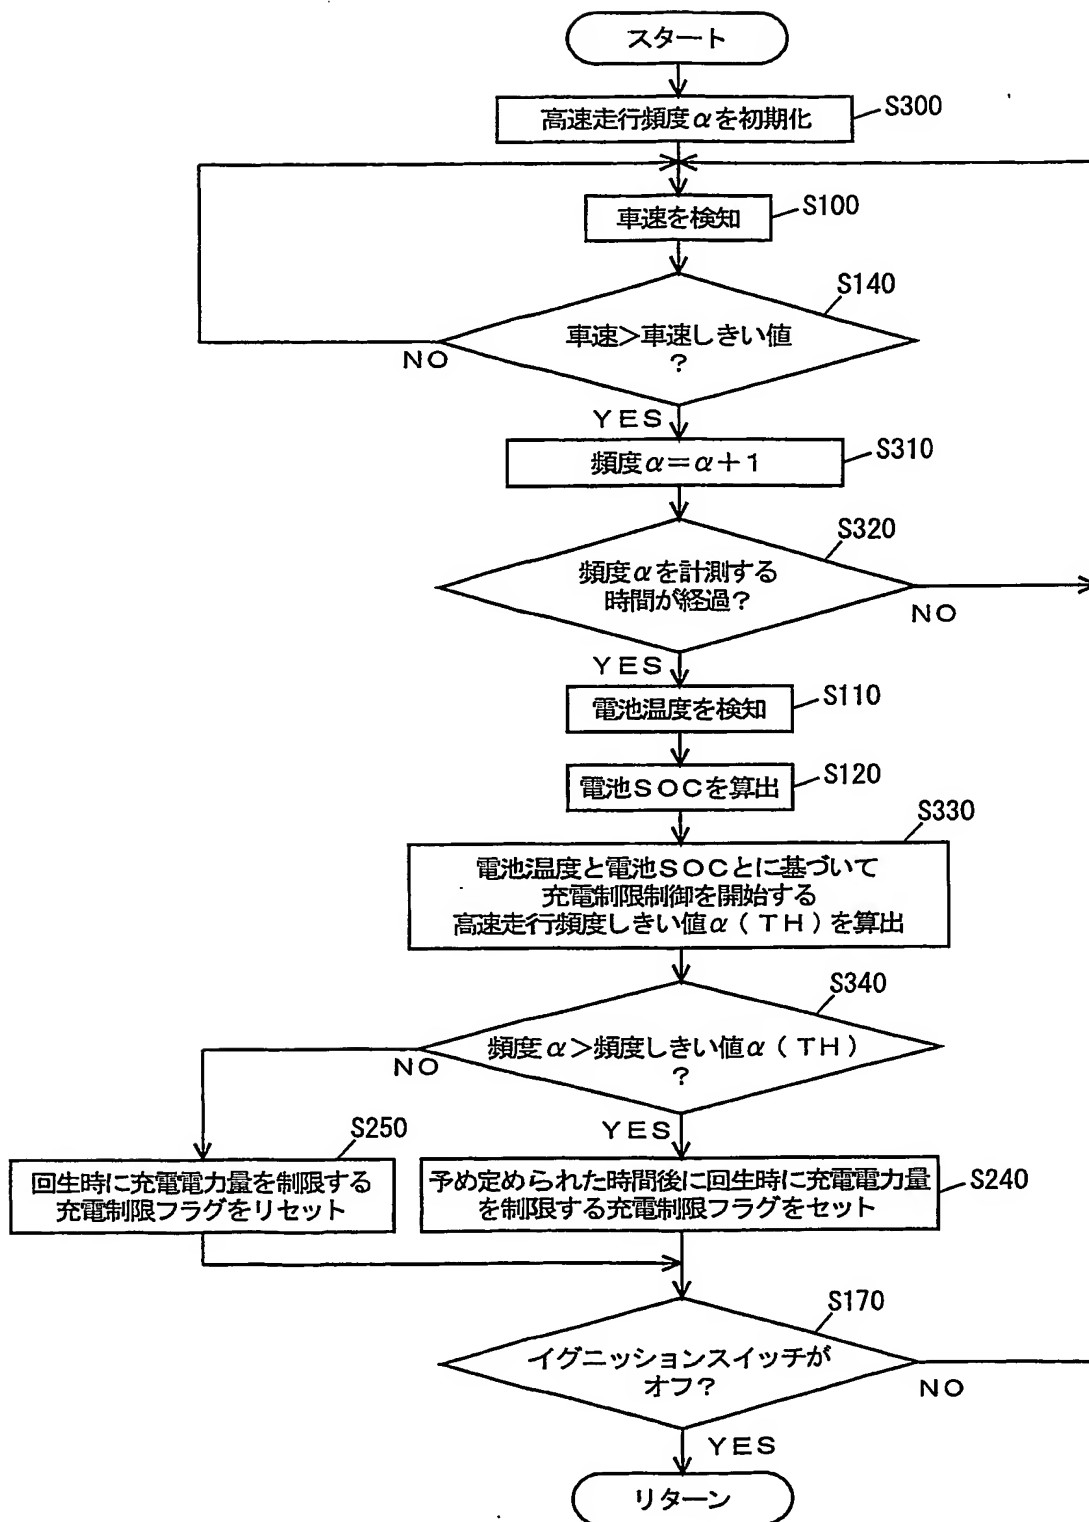 スタート
高速走行頻度αを初期化
S300
車速を検知
S100
S140
車速>車速しきい値
?
NO
YES
頻度α=α+1
S310
S320
頻度αを計測する
時間が経過?
NO
YES
電池温度を検知
S110
電池SOCを算出
S120
S330
電池温度と電池SOCとに基づいて
充電制限制御を開始する
高速走行頻度しきい値α(TH)を算出
S340
頻度α>頻度しきい値α(TH)
?
NO
YES
S250
回生時に充電電力量を制限する
充電制限フラグをリセット
予め定められた時間後に回生時に充電電力量
を制限する充電制限フラグをセット
S240
S170
イグニッションスイッチが
オフ?
NO
YES
リターン